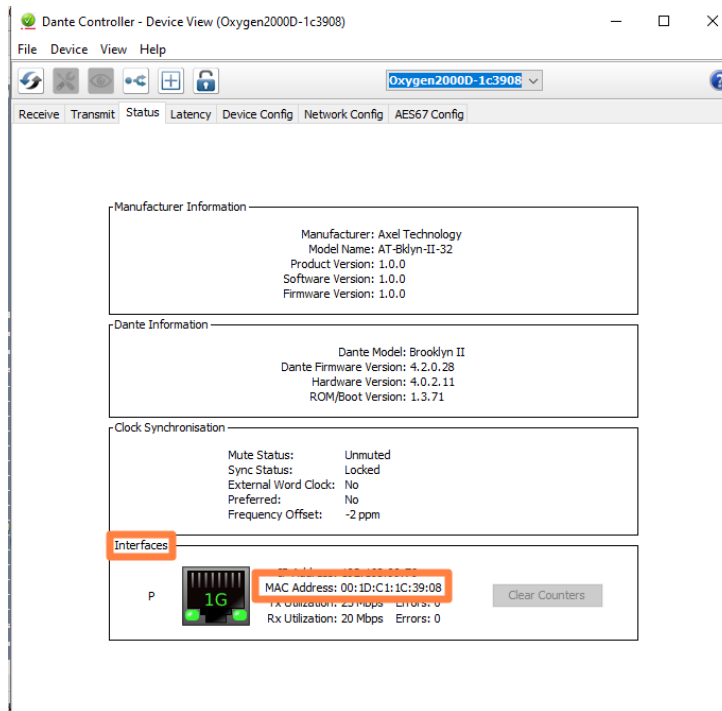 Dante Controller - Device View (Oxygen2000D-1c3908)
File Device View Help
Oxygen2000D-1c3908
Receive Transmit Status Latency Device Config Network Config AES67 Config
Manufacturer Information
Manufacturer: Axel Technology
Model Name: AT-Bklyn-II-32
Product Version: 1.0.0
Software Version: 1.0.0
Firmware Version: 1.0.0
Dante Information
Dante Model: Brooklyn II
Dante Firmware Version: 4.2.0.28
Hardware Version: 4.0.2.11
ROM/Boot Version: 1.3.71
Clock Synchronisation
Mute Status: Unmuted
Sync Status: Locked
External Word Clock: No
Preferred: No
Frequency Offset: -2 ppm
Interfaces
P
1G
MAC Address: 00:1D:C1:1C:39:08
Tx Utilization: 25 Mbps Errors: 0
Rx Utilization: 20 Mbps Errors: 0
Clear Counters